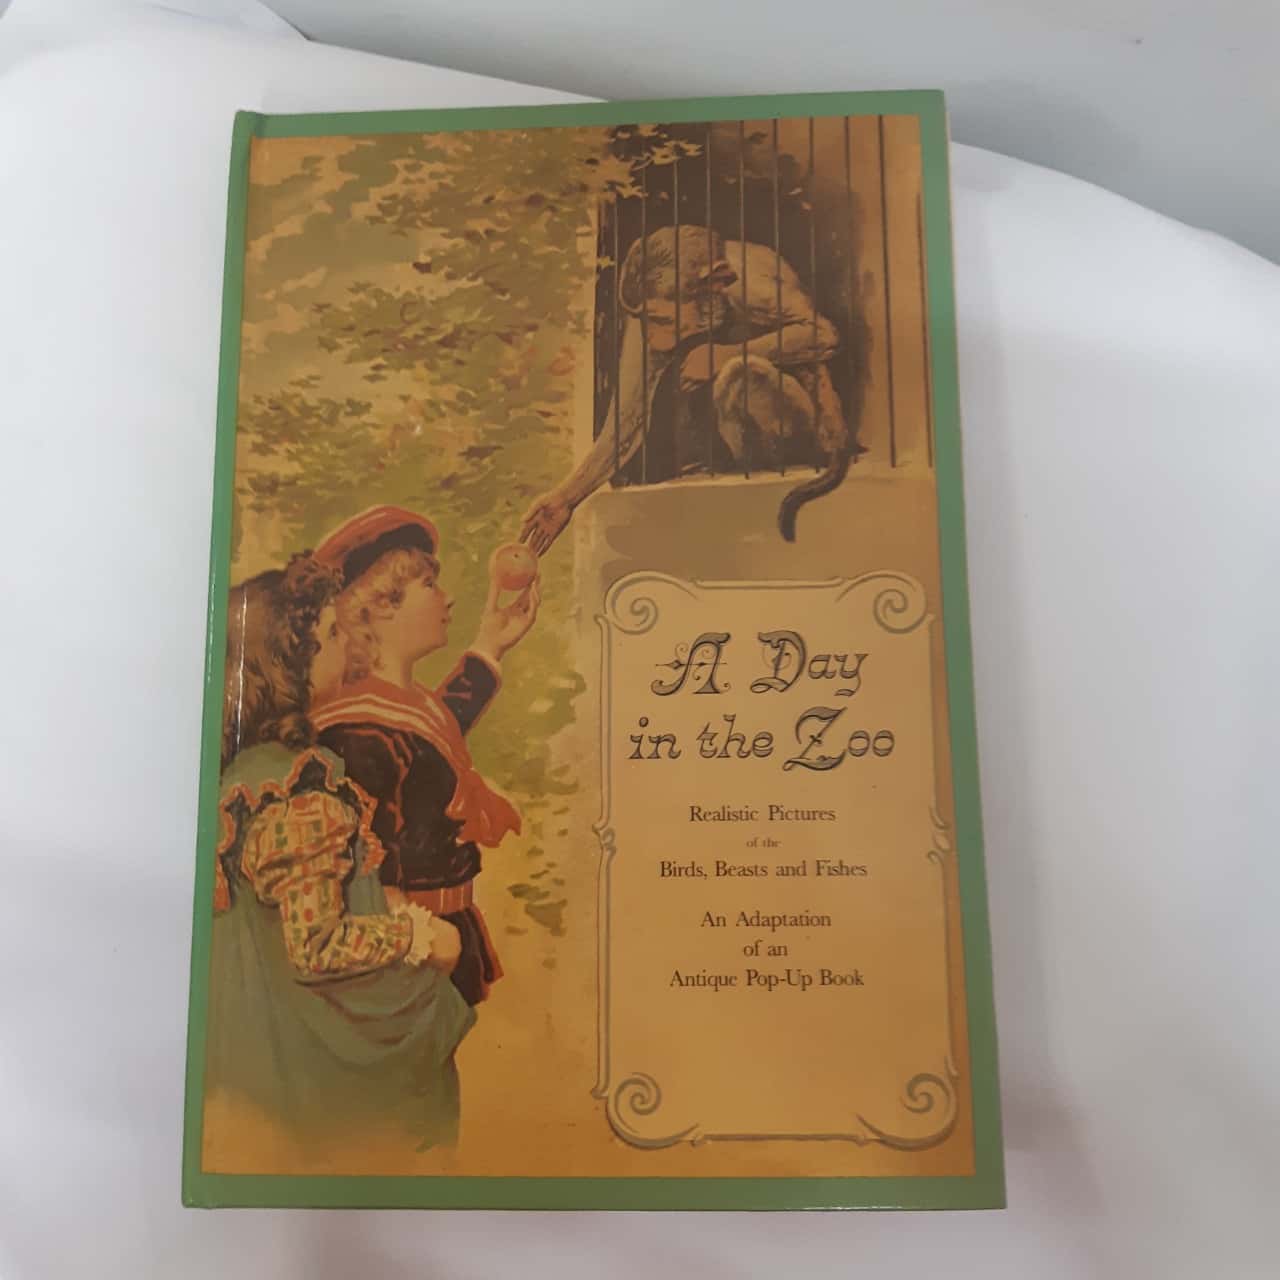 A Day
in the Zoo
Realistic Pictures
of the
Birds, Beasts and Fishes
An Adaptation
of an
Antique Pop-Up Book